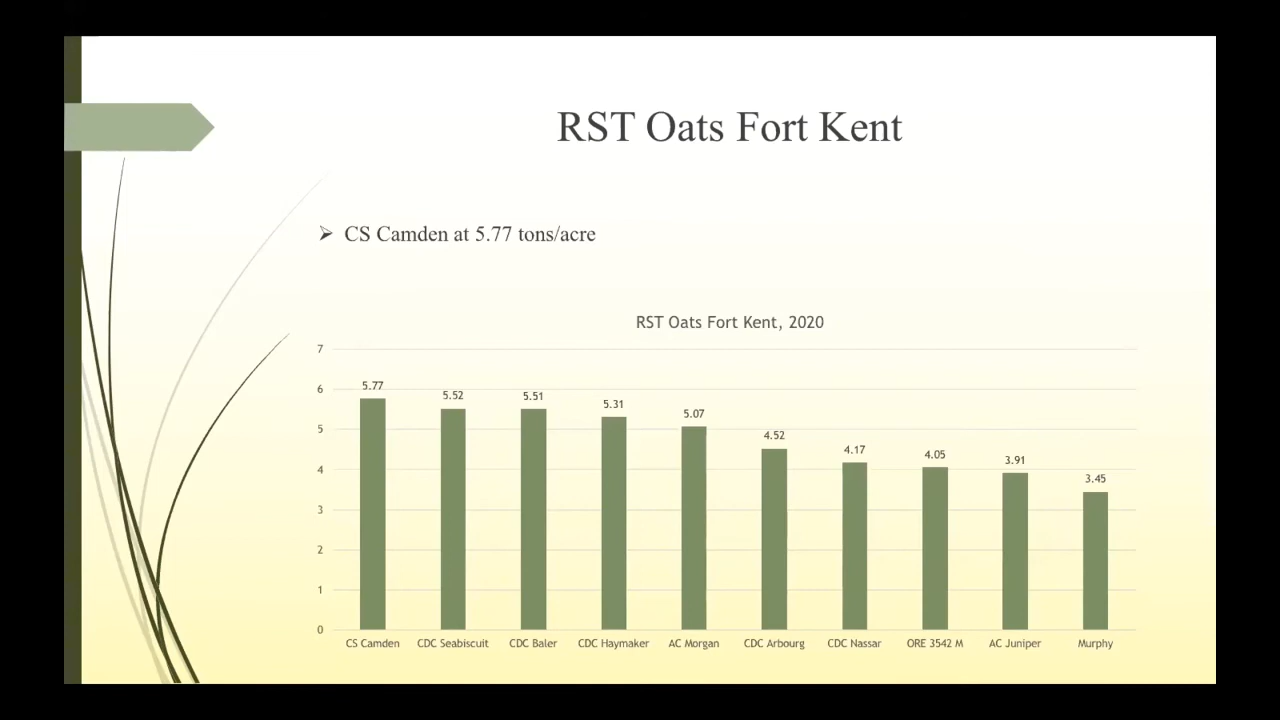 RST Oats Fort Kent
➢ CS Camden at 5.77 tons/acre
RST Oats Fort Kent, 2020
7
6
5
4
3
2
1
0
5.77 5.52 5.51 5.31 5.07 4.52 4.17 4.05 3.91 3.45
CS Camden CDC Seabiscuit CDC Baler CDC Haymaker AC Morgan CDC Arbourg CDC Nassar ORE 3542 M AC Juniper Murphy